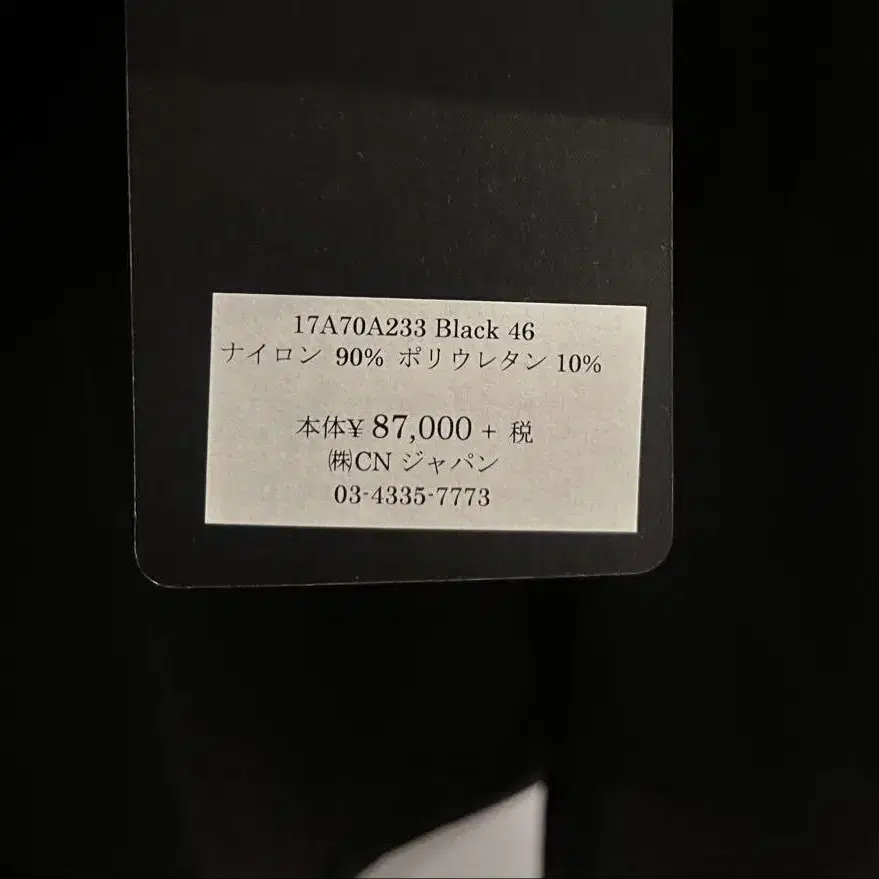 17A70A233 Black 46
ナイロン 90% ポリウレタン 10%
本体¥ 87,000 + 税
㈱CN ジャパン
03-4335-7773